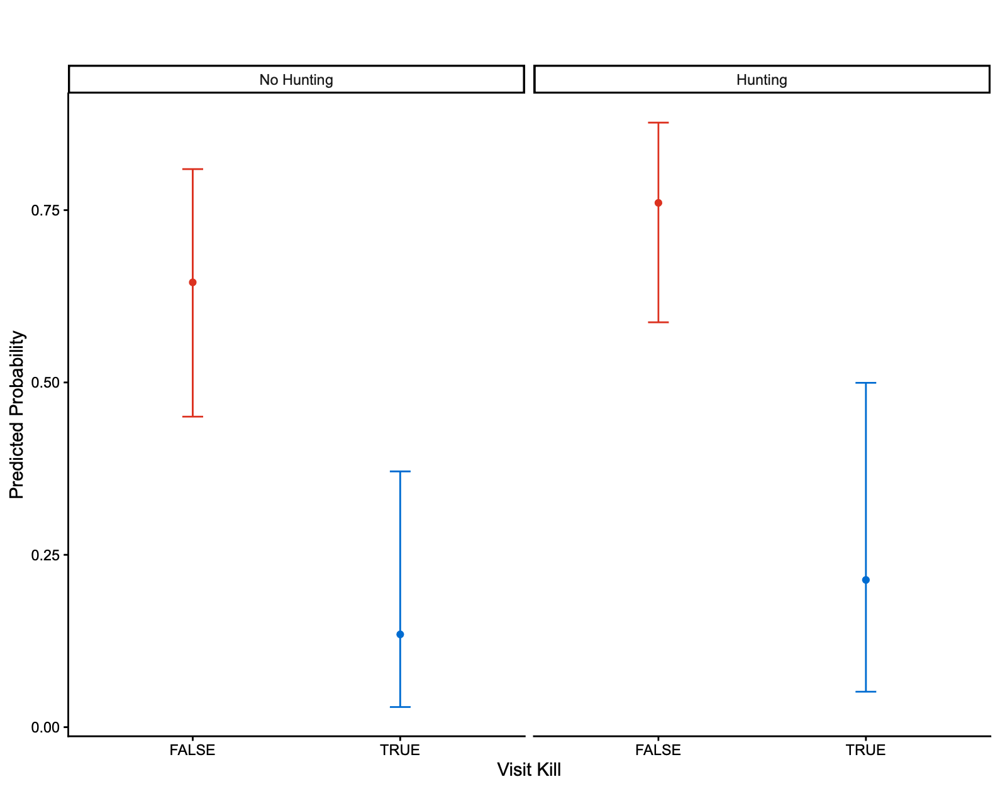 No Hunting
Hunting
Predicted Probability
0.75
0.50
0.25
0.00
FALSE
TRUE
FALSE
TRUE
Visit Kill